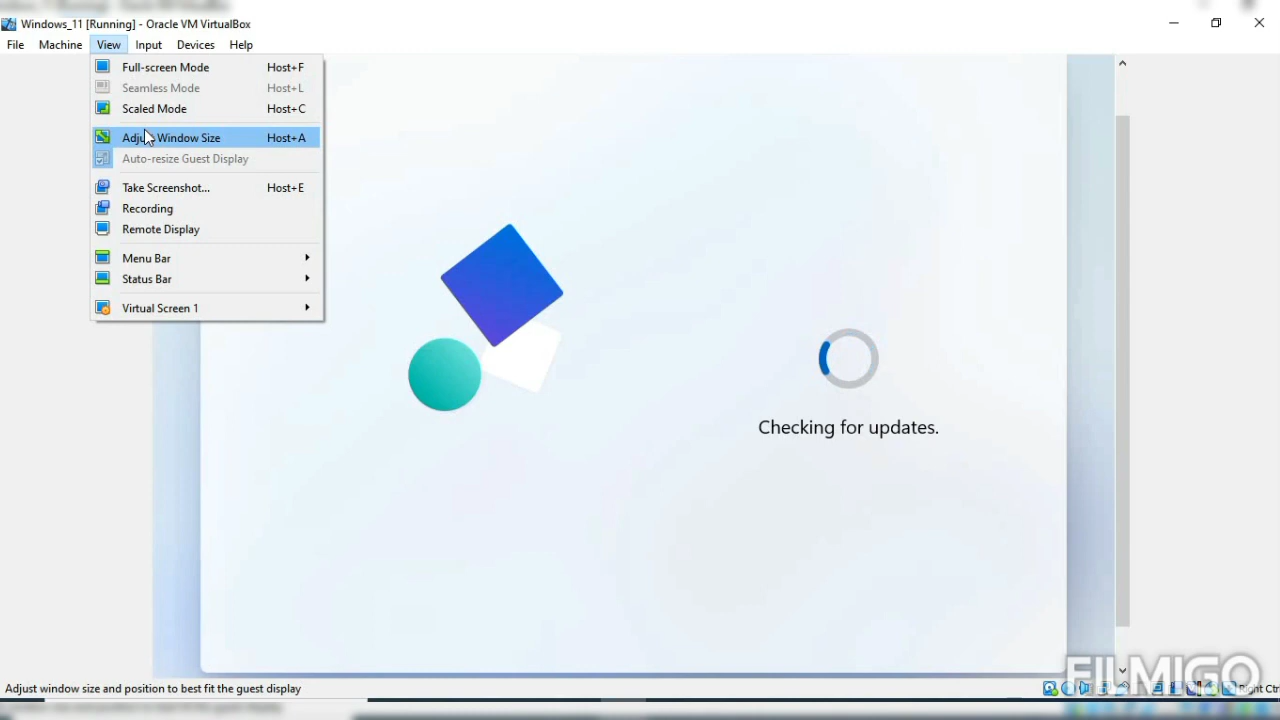 Windows_11 [Running] - Oracle VM VirtualBox
File Machine View Input Devices Help
Full-screen Mode Host+F
Seamless Mode Host+L
Scaled Mode Host+C
Window Size Host+A
Auto-resize Guest Display
Take Screenshot... Host+E
Recording
Remote Display
Menu Bar
Status Bar
Virtual Screen 1
Checking for updates.
FILMIGO
Adjust window size and position to best fit the guest display
Right Ctrl